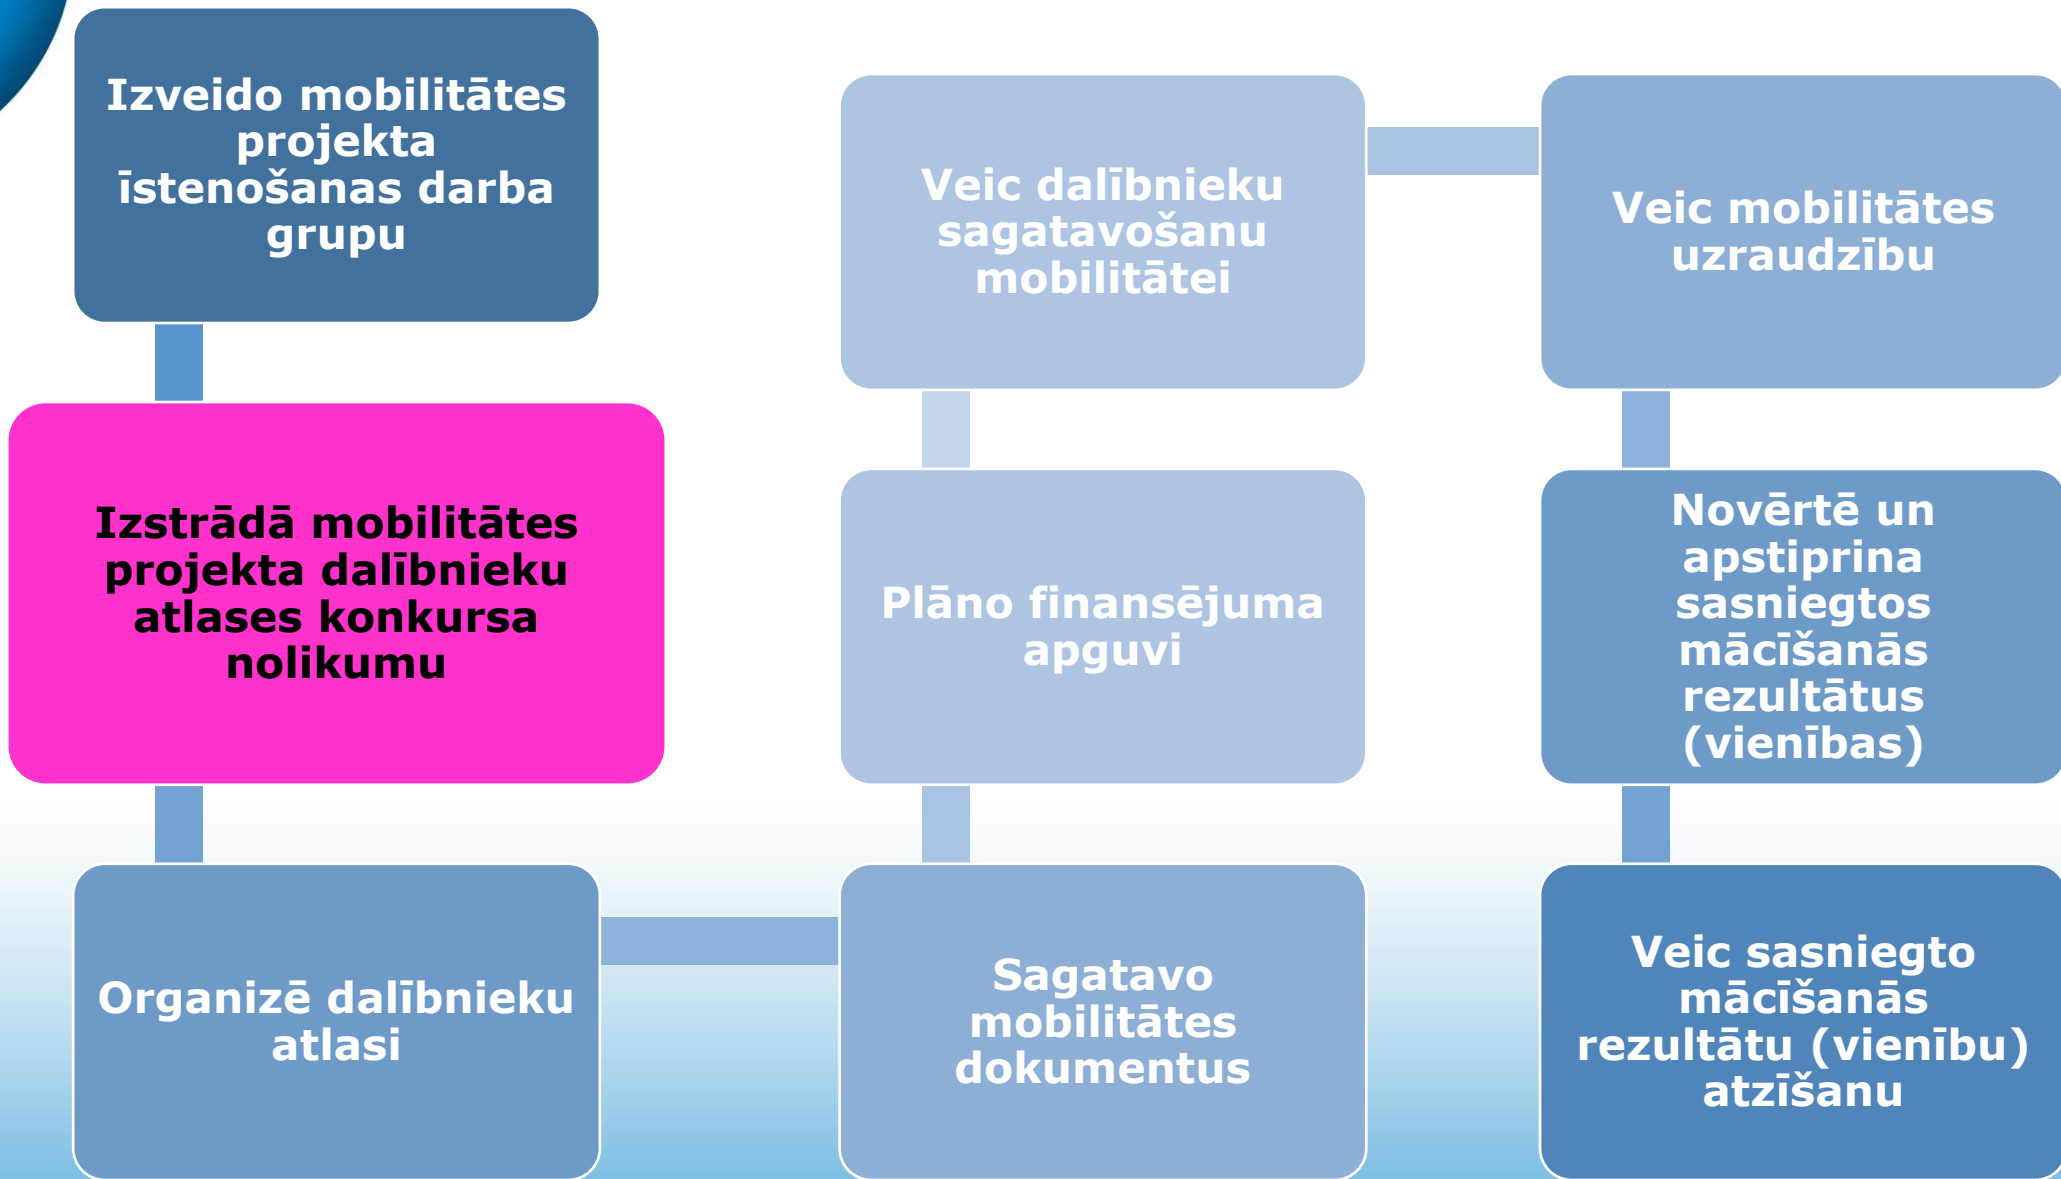 Izveido mobilitātes
projekta
īstenošanas darba
grupu
Izstrādā mobilitātes
projekta dalībnieku
atlases konkursa
nolikumu
Organizē dalībnieku
atlasi
Sagatavo
mobilitātes
dokumentus
Plāno finansējuma
apguvi
Veic dalībnieku
sagatavošanu
mobilitātei
Veic mobilitātes
uzraudzību
Novērtē un
apstiprina
sasniegtos
mācīšanās
rezultātus
(vienības)
Veic sasniegto
mācīšanās
rezultātu (vienību)
atzīšanu